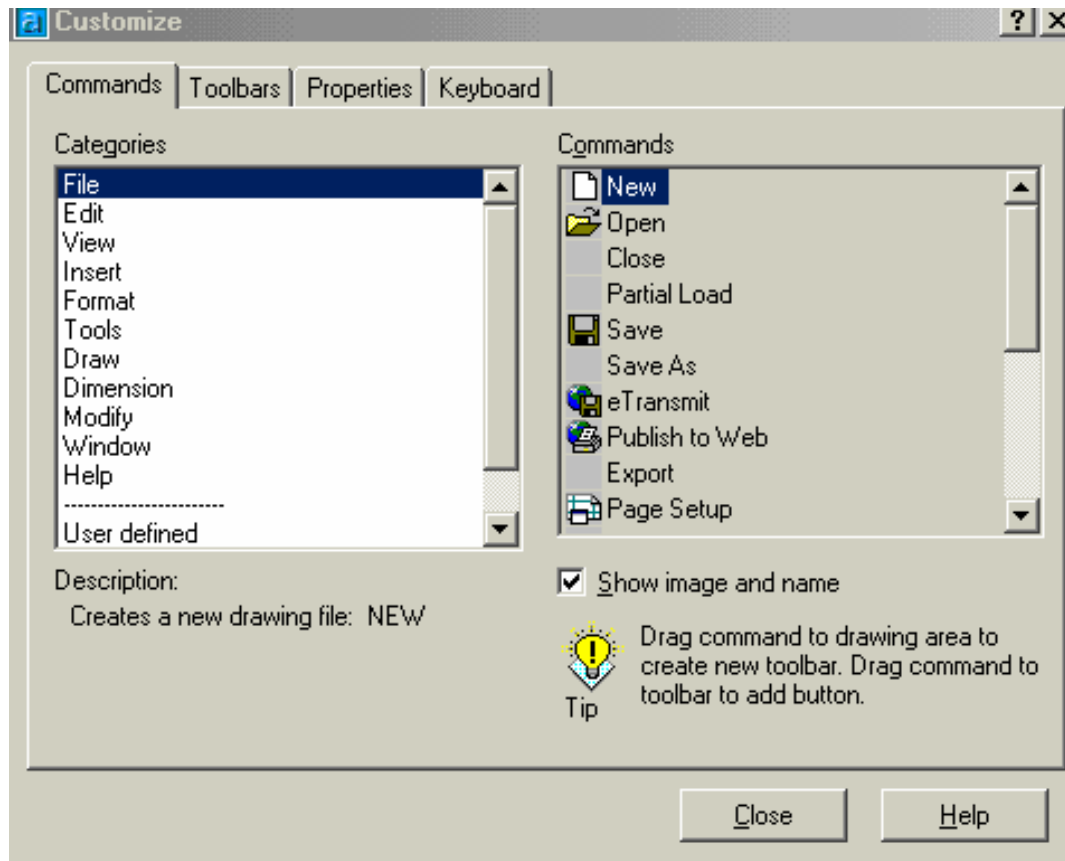 Customize
Commands Toolbars Properties Keyboard
Categories
File
Edit
View
Insert
Format
Tools
Draw
Dimension
Modify
Window
Help
-----------------------
User defined
Description:
Creates a new drawing file: NEW
Commands
New
Open
Close
Partial Load
Save
Save As
eTransmit
Publish to Web
Export
Page Setup
Show image and name
Tip
Drag command to drawing area to
create new toolbar. Drag command to
toolbar to add button.
Close Help